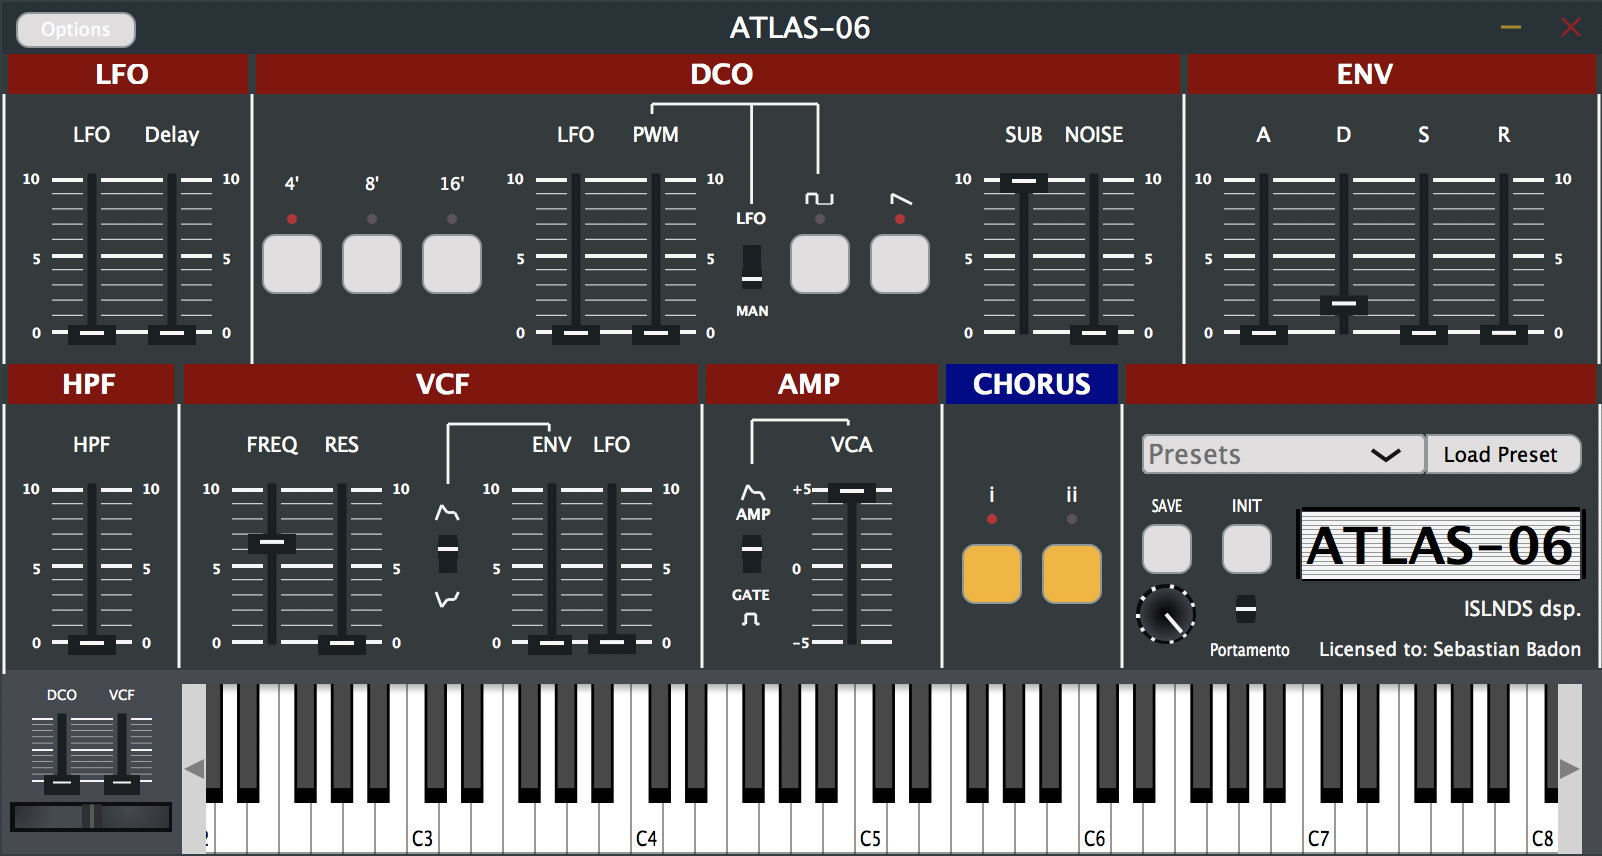 Options
ATLAS-06
LFO
DCO
ENV
LFO Delay
10 10
5 5
0 0
4' 8' 16'
LFO PWM
10 10
5 5
0 0
LFO
MAN
SUB NOISE
10 10
5 5
0 0
A D S R
10 10
5 5
0 0
HPF
VCF
AMP
CHORUS
HPF
10 10
5 5
0 0
FREQ RES
10 10
5 5
0 0
ENV LFO
10 10
5
0 0
VCA
AMP
GATE
+5
0
-5
i ii
Presets
Load Preset
SAVE INIT
ATLAS-06
ISLNDS dsp.
Portamento
Licensed to: Sebastian Badon
DCO VCF
C3 C4 C5 C6 C7 C8